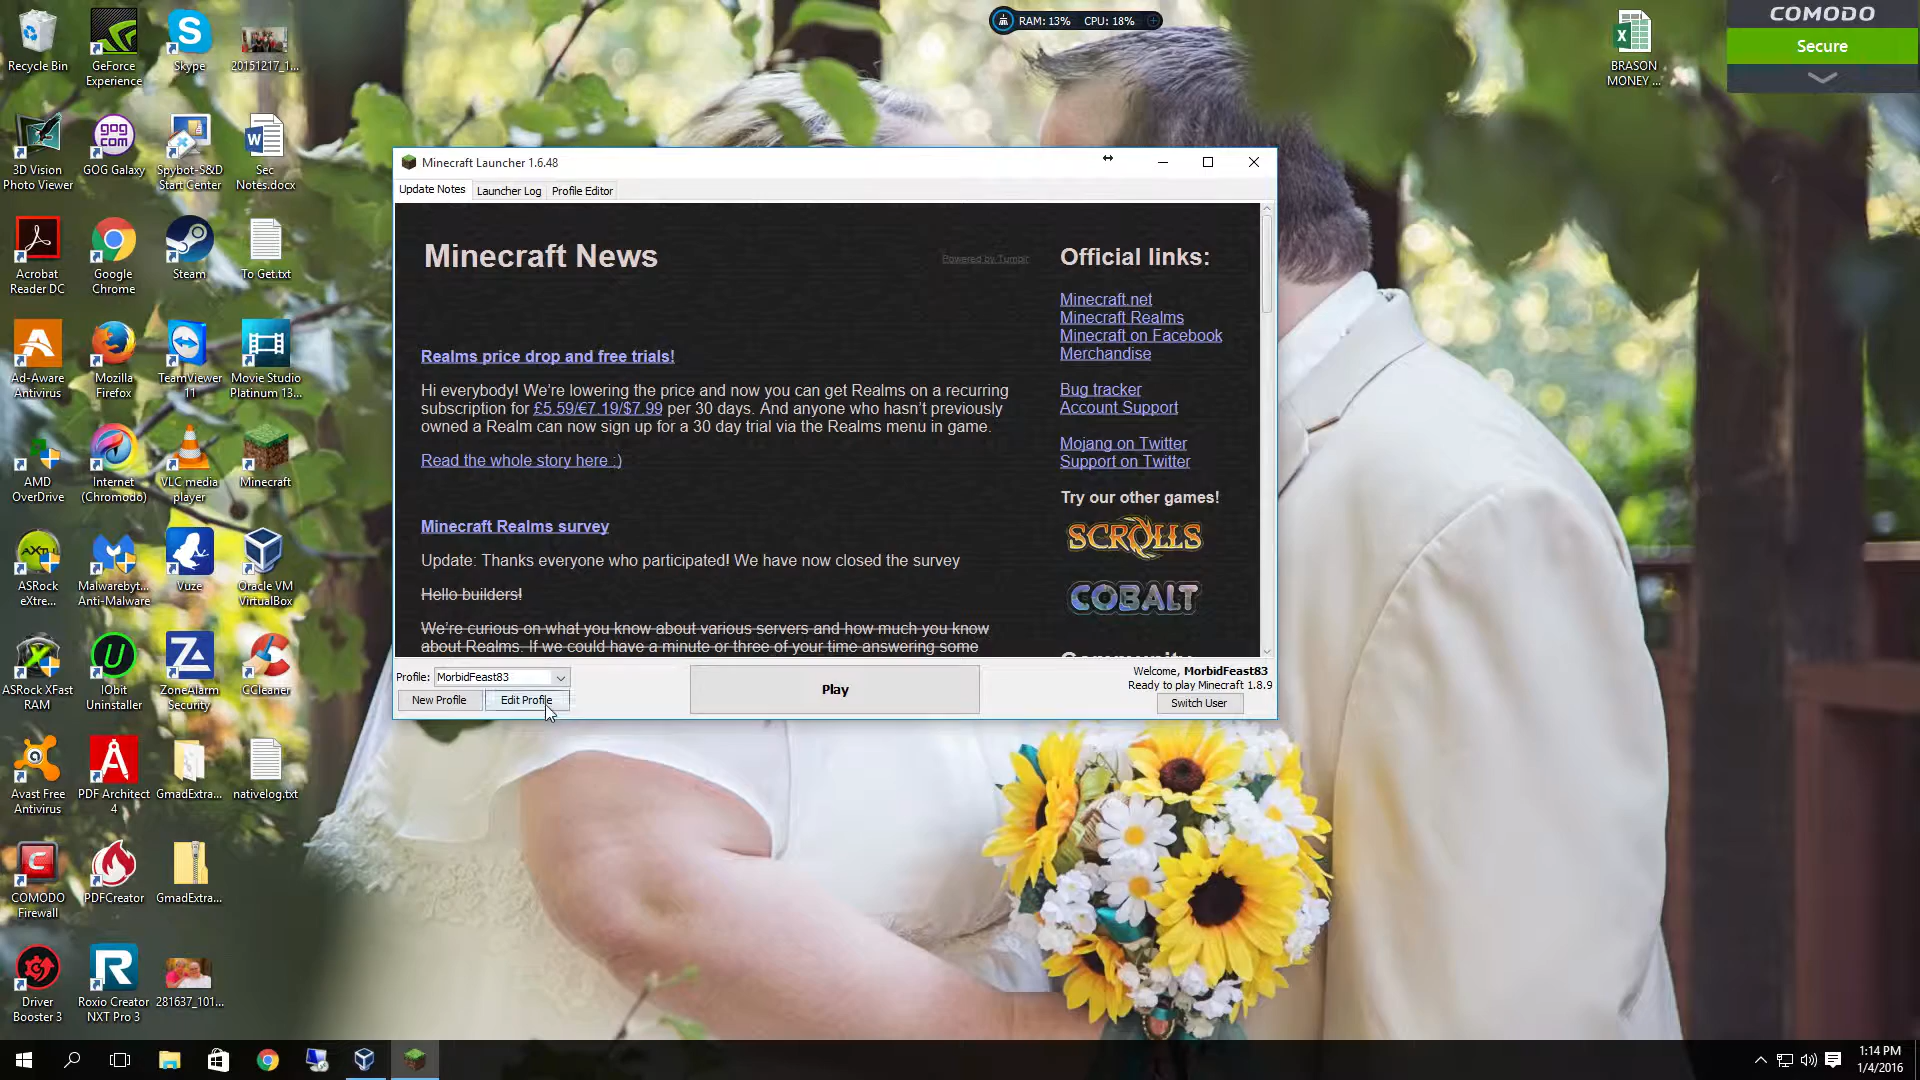 RAM: 13% CPU: 18%
COMODO
Secure
Recycle Bin
GeForce
Experience
Skype
20151217_1...
BRASON
MONEY ...
3D Vision
Photo Viewer
GOG Galaxy
Spybot-S&D
Start Center
Sec
Notes.docx
Acrobat
Reader DC
Google
Chrome
Steam
To Get.txt
Ad-Aware
Antivirus
Mozilla
Firefox
TeamViewer
11
Movie Studio
Platinum 13...
AMD
OverDrive
Internet
(Chromodo)
VLC media
player
Minecraft
ASRock
eXtre...
Malwarebyt...
Anti-Malware
Vuze
Oracle VM
VirtualBox
ASRock XFast
RAM
IObit
Uninstaller
ZoneAlarm
Security
CCleaner
Avast Free
Antivirus
PDF Architect
4
GmadExtra...
nativelog.txt
COMODO
Firewall
PDFCreator
GmadExtra...
Driver
Booster 3
Roxio Creator
NXT Pro 3
281637_101...
Minecraft Launcher 1.6.48
Update Notes Launcher Log Profile Editor
Minecraft News
Powered by Tumblr
Realms price drop and free trials!
Hi everybody! We’re lowering the price and now you can get Realms on a recurring
subscription for £5.59/€7.19/$7.99 per 30 days. And anyone who hasn’t previously
owned a Realm can now sign up for a 30 day trial via the Realms menu in game.
Read the whole story here :)
Minecraft Realms survey
Update: Thanks everyone who participated! We have now closed the survey
Hello builders!
We’re curious on what you know about various servers and how much you know
about Realms. If we could have a minute or three of your time answering some
Official links:
Minecraft.net
Minecraft Realms
Minecraft on Facebook
Merchandise
Bug tracker
Account Support
Mojang on Twitter
Support on Twitter
Try our other games!
SCROLLS
COBALT
Community
Profile: MorbidFeast83
New Profile Edit Profile
Play
Welcome, MorbidFeast83
Ready to play Minecraft 1.8.9
Switch User
1:14 PM
1/4/2016